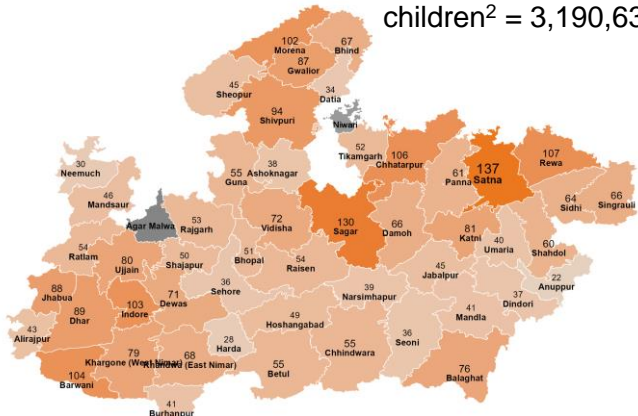 children² = 3,190,63
102
Morena
67
Bhind
87
Gwalior
45
Sheopur
34
Datia
94
Shivpuri
Niwari
52
Tikamgarh
106
Chhatarpur
61
Panna
137
Satna
107
Rewa
64
Sidhi
66
Singrauli
30
Neemuch
46
Mandsaur
55
Guna
38
Ashoknagar
Agar Malwa
53
Rajgarh
72
Vidisha
130
Sagar
66
Damoh
81
Katni
40
Umaria
60
Shahdol
22
Anuppur
54
Ratlam
80
Ujjain
50
Shajapur
51
Bhopal
54
Raisen
45
Jabalpur
37
Dindori
88
Jhabua
103
Indore
71
Dewas
36
Sehore
39
Narsimhapur
41
Mandla
43
Alirajpur
89
Dhar
28
Harda
49
Hoshangabad
36
Seoni
104
Barwani
79
Khargone (West Nimar)
68
Khandwa (East Nimar)
55
Betul
55
Chhindwara
76
Balaghat
41
Burhanpur